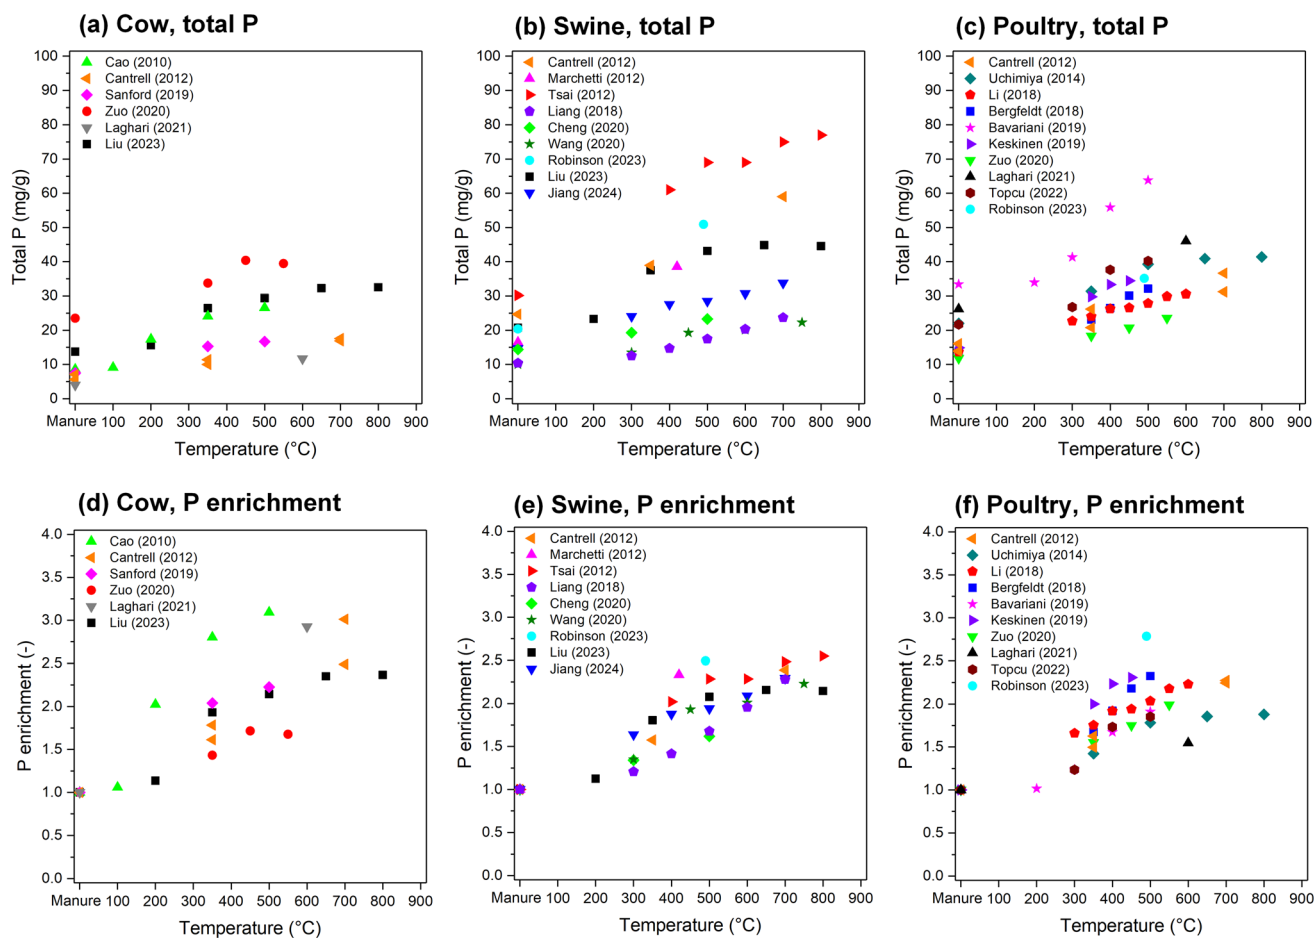 (a) Cow, total P
100
90
80
70
60
50
40
30
20
10
0
Total P (mg/g)
Cao (2010)
Cantrell (2012)
Sanford (2019)
Zuo (2020)
Laghari (2021)
Liu (2023)
Manure 100 200 300 400 500 600 700 800 900
Temperature (°C)
(b) Swine, total P
100
90
80
70
60
50
40
30
20
10
0
Total P (mg/g)
Cantrell (2012)
Marchetti (2012)
Tsai (2012)
Liang (2018)
Cheng (2020)
Wang (2020)
Robinson (2023)
Liu (2023)
Jiang (2024)
Manure 100 200 300 400 500 600 700 800 900
Temperature (°C)
(c) Poultry, total P
100
90
80
70
60
50
40
30
20
10
0
Total P (mg/g)
Cantrell (2012)
Uchimiya (2014)
Li (2018)
Bergfeldt (2018)
Bavariani (2019)
Keskinen (2019)
Zuo (2020)
Laghari (2021)
Topcu (2022)
Robinson (2023)
Manure 100 200 300 400 500 600 700 800 900
Temperature (°C)
(d) Cow, P enrichment
4.0
3.5
3.0
2.5
2.0
1.5
1.0
0.5
0.0
P enrichment (-)
Cao (2010)
Cantrell (2012)
Sanford (2019)
Zuo (2020)
Laghari (2021)
Liu (2023)
Manure 100 200 300 400 500 600 700 800 900
Temperature (°C)
(e) Swine, P enrichment
4.0
3.5
3.0
2.5
2.0
1.5
1.0
0.5
0.0
P enrichment (-)
Cantrell (2012)
Marchetti (2012)
Tsai (2012)
Liang (2018)
Cheng (2020)
Wang (2020)
Robinson (2023)
Liu (2023)
Jiang (2024)
Manure 100 200 300 400 500 600 700 800 900
Temperature (°C)
(f) Poultry, P enrichment
4.0
3.5
3.0
2.5
2.0
1.5
1.0
0.5
0.0
P enrichment (-)
Cantrell (2012)
Uchimiya (2014)
Li (2018)
Bergfeldt (2018)
Bavariani (2019)
Keskinen (2019)
Zuo (2020)
Laghari (2021)
Topcu (2022)
Robinson (2023)
Manure 100 200 300 400 500 600 700 800 900
Temperature (°C)